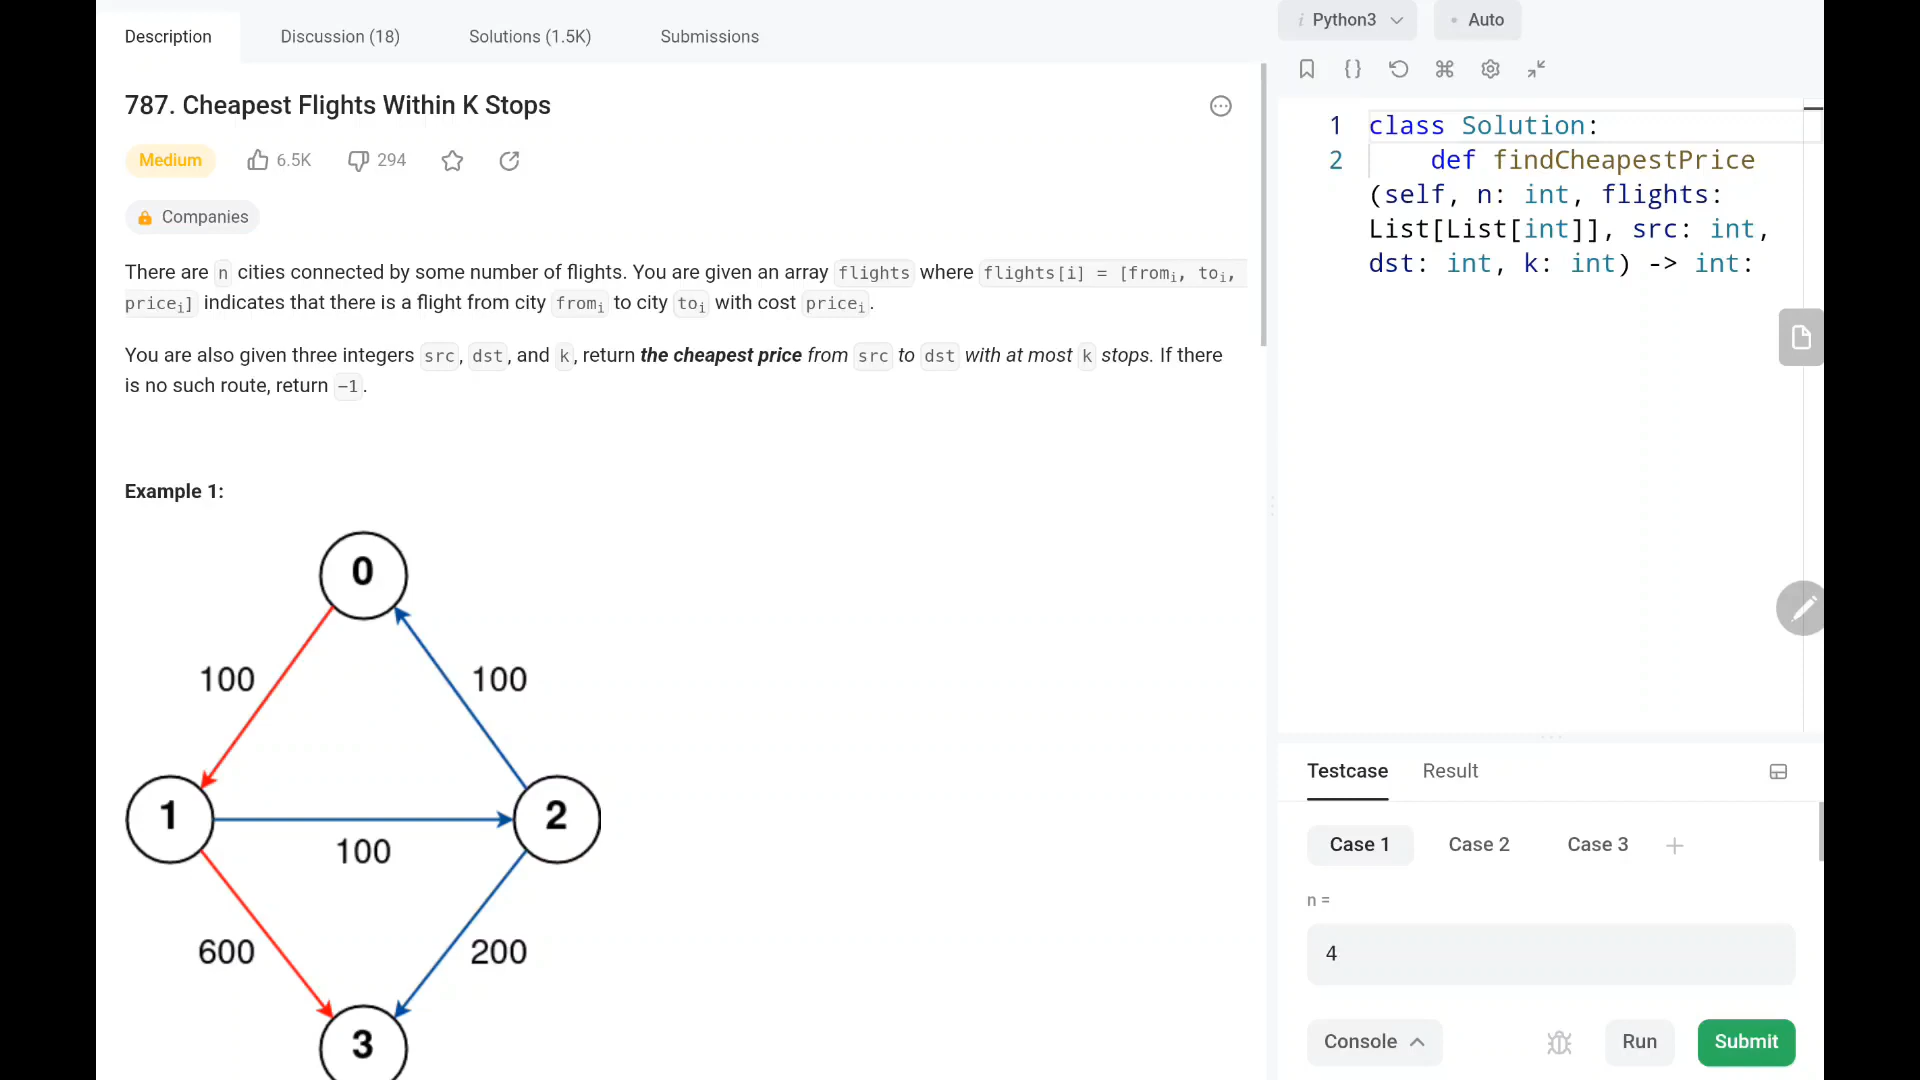 Description
Discussion (18)
Solutions (1.5K)
Submissions
787. Cheapest Flights Within K Stops
Medium
6.5K
294
Companies
There are n cities connected by some number of flights. You are given an array flights where flights[i] = [fromi, toi,
pricei] indicates that there is a flight from city fromi to city toi with cost pricei.
You are also given three integers src, dst, and k, return the cheapest price from src to dst with at most k stops. If there
is no such route, return -1.
Example 1:
0
100
100
1
2
100
600
200
3
i Python3
Auto
1 class Solution:
2 def findCheapestPrice
(self, n: int, flights:
List[List[int]], src: int,
dst: int, k: int) -> int:
Testcase
Result
Case 1
Case 2
Case 3
n =
4
Console
Run
Submit